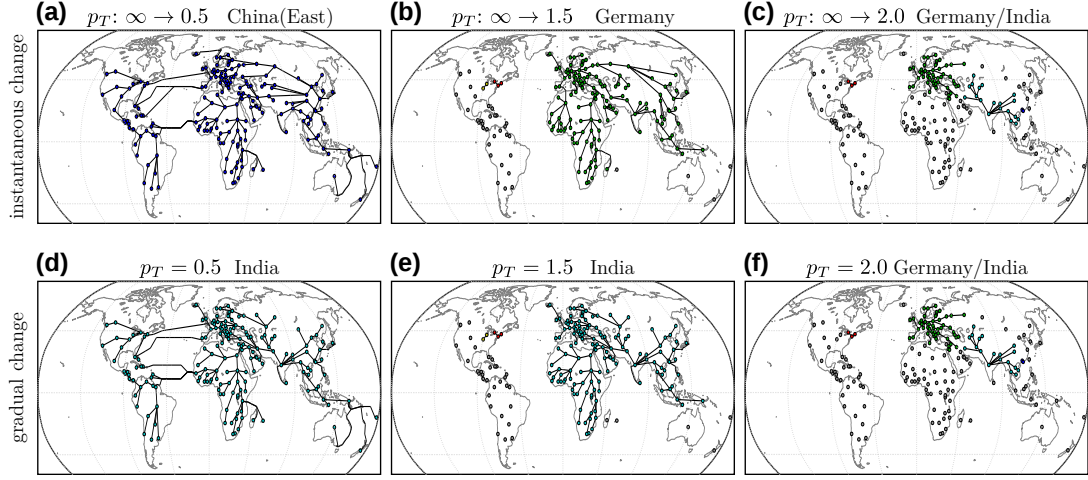 (a) p_T: ∞ → 0.5 China(East)
(b) p_T: ∞ → 1.5 Germany
(c) p_T: ∞ → 2.0 Germany/India
instantaneous change
(d) p_T = 0.5 India
(e) p_T = 1.5 India
(f) p_T = 2.0 Germany/India
gradual change